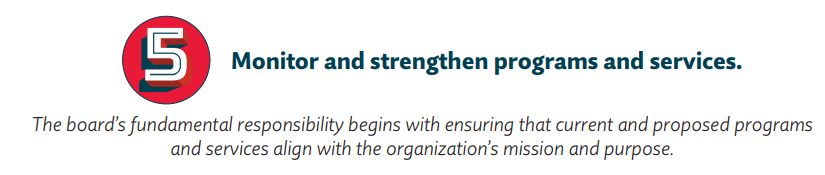 5
Monitor and strengthen programs and services.
The board’s fundamental responsibility begins with ensuring that current and proposed programs
and services align with the organization’s mission and purpose.